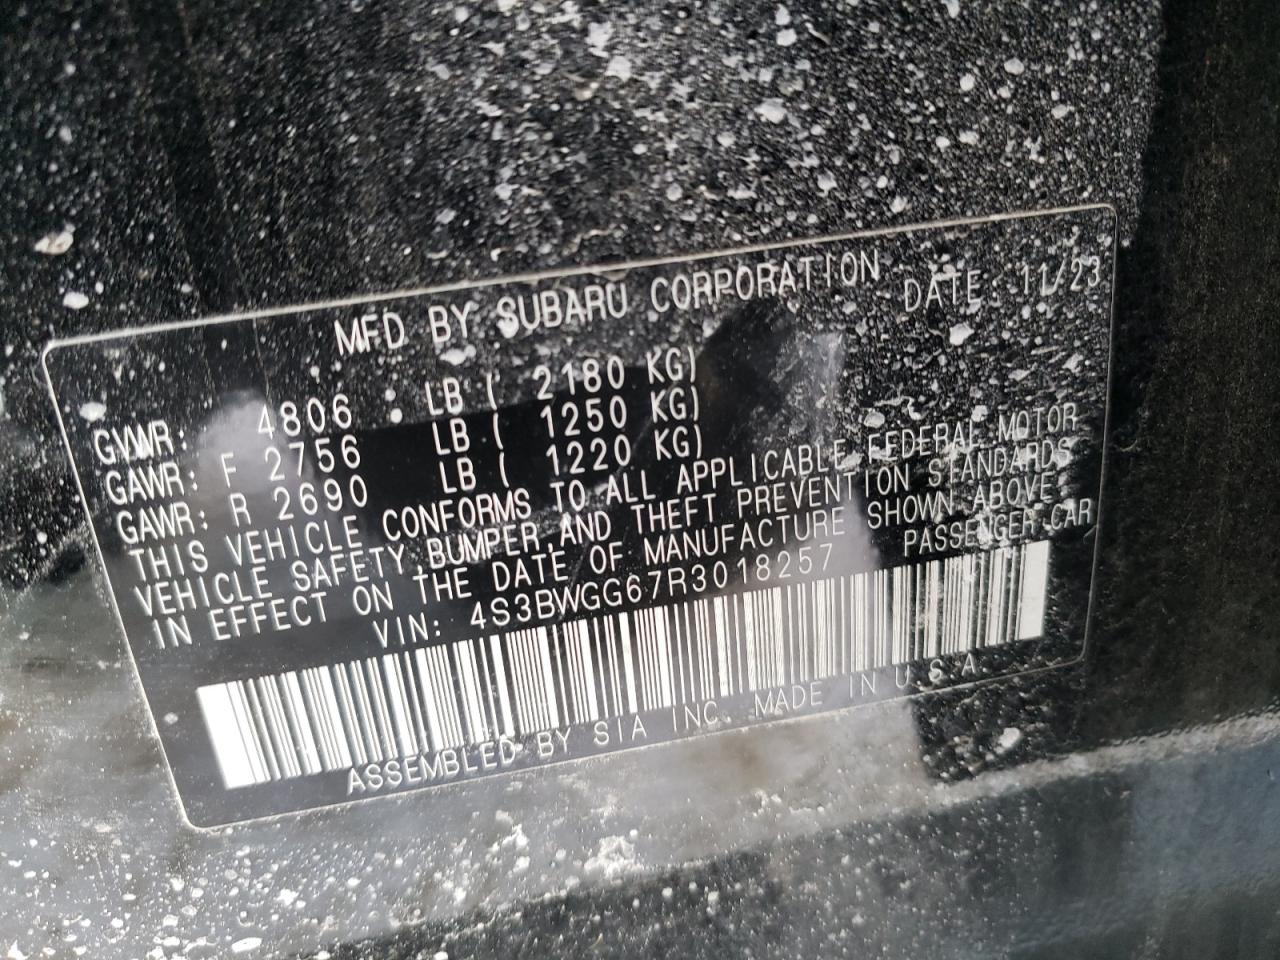 MFD BY SUBARU CORPORATION DATE: 11/23
GVWR: 4806 LB ( 2180 KG)
GAWR: F 2756 LB ( 1250 KG)
GAWR: R 2690 LB ( 1220 KG)
THIS VEHICLE CONFORMS TO ALL APPLICABLE FEDERAL MOTOR
VEHICLE SAFETY, BUMPER, AND THEFT PREVENTION STANDARDS
IN EFFECT ON THE DATE OF MANUFACTURE SHOWN ABOVE.
VIN: 4S3BWGG67R3018257 PASSENGER CAR
ASSEMBLED BY SIA INC. MADE IN U.S.A.